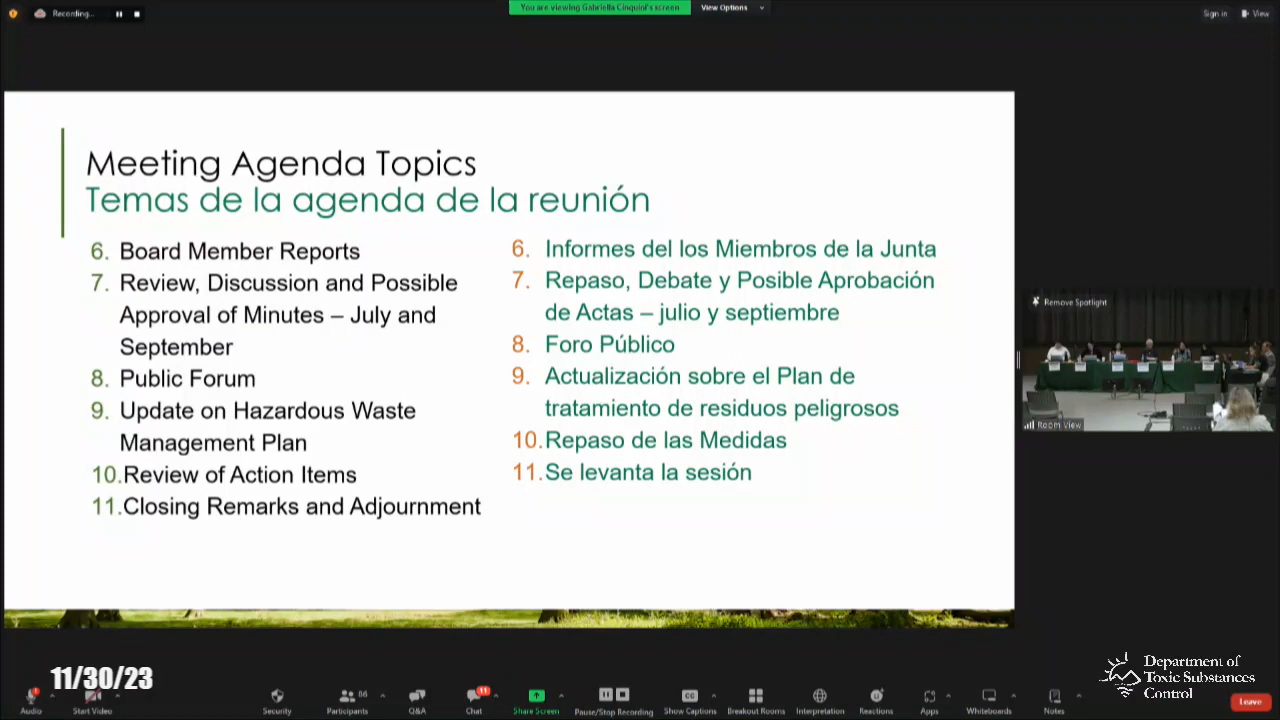 Recording...
You are viewing Gabriella Cinquini's screen
View Options
Sign in
View
Meeting Agenda Topics
Temas de la agenda de la reunión
6. Board Member Reports
7. Review, Discussion and Possible
Approval of Minutes – July and
September
8. Public Forum
9. Update on Hazardous Waste
Management Plan
10. Review of Action Items
11. Closing Remarks and Adjournment
6. Informes del los Miembros de la Junta
7. Repaso, Debate y Posible Aprobación
de Actas – julio y septiembre
8. Foro Público
9. Actualización sobre el Plan de
tratamiento de residuos peligrosos
10. Repaso de las Medidas
11. Se levanta la sesión
Remove Spotlight
Room View
11/30/23
Department of
Toxic Substances
Control
Audio
Start Video
Security
Participants
86
Q&A
Chat
11
Share Screen
Pause/Stop Recording
CC
Show Captions
Breakout Rooms
Interpretation
Reactions
Apps
Whiteboards
Notes
Leave